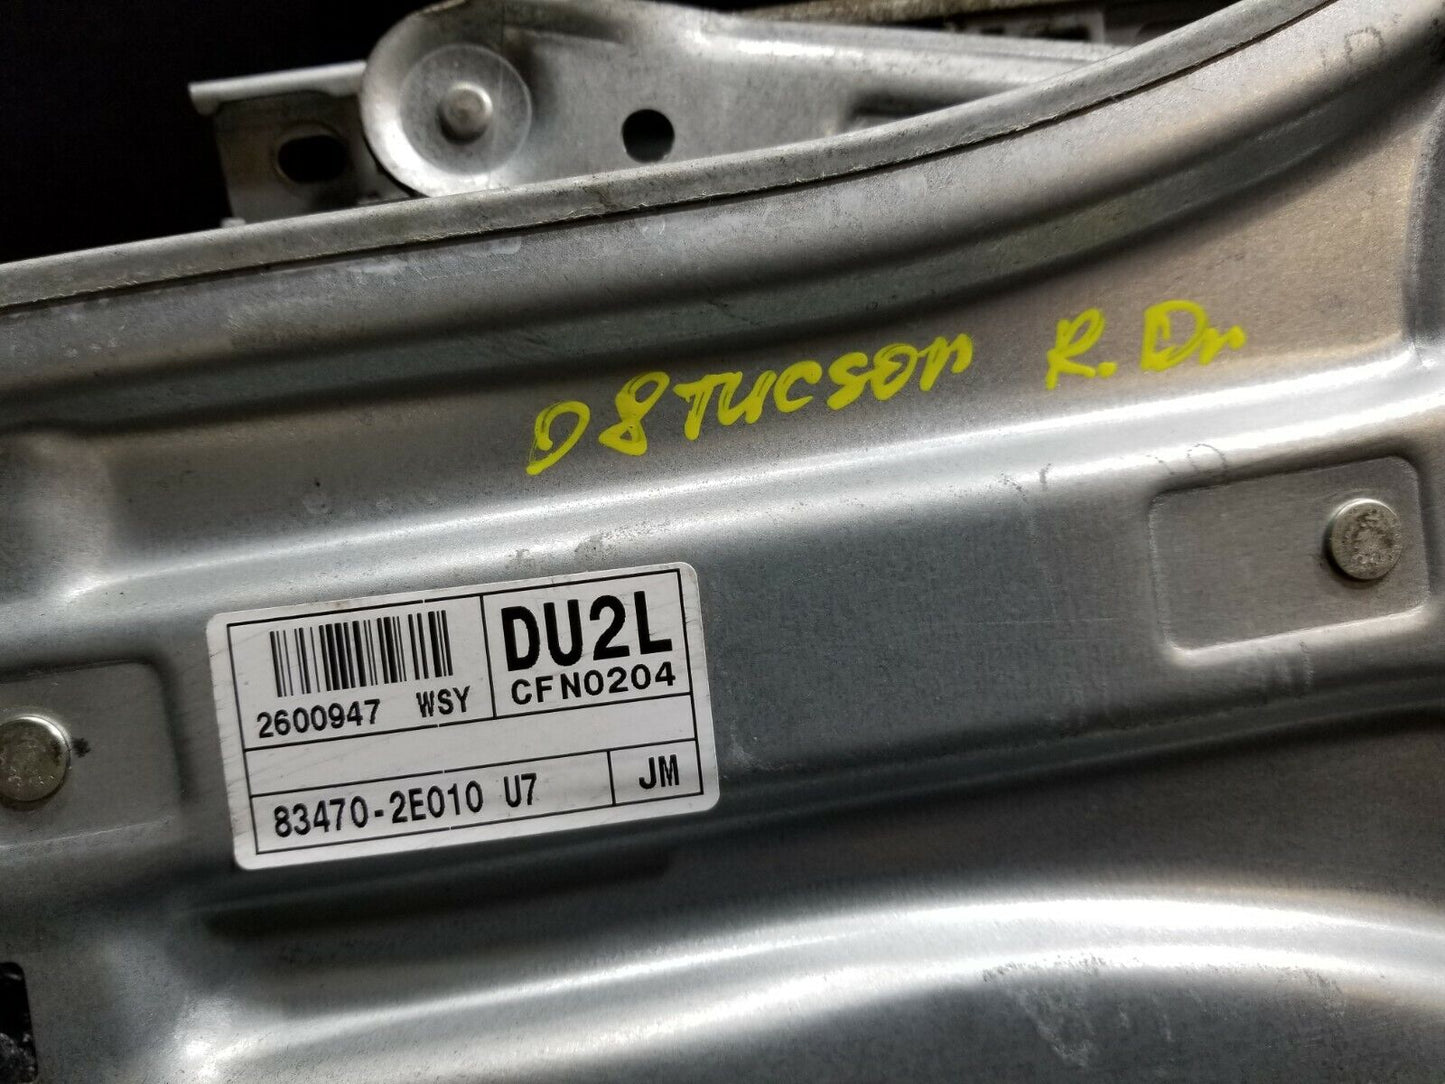 08 TUCSON R. Dr
DU2L
2600947 WSY CFN0204
83470-2E010 U7 JM